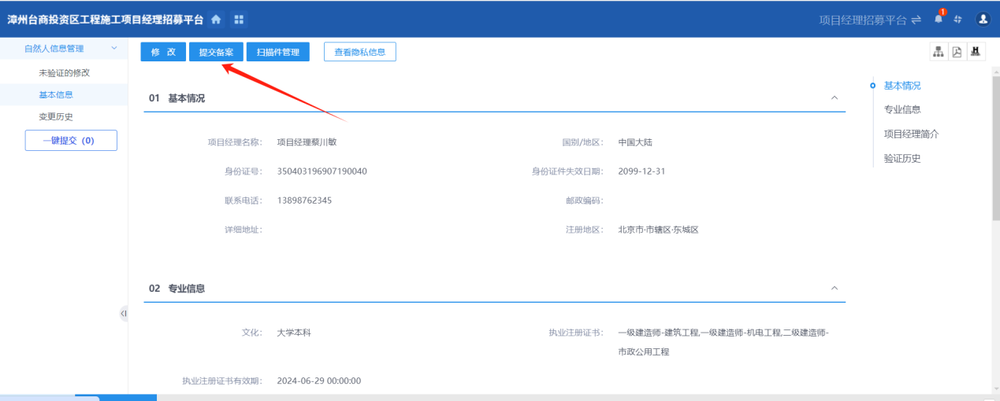 漳州台商投资区工程施工项目经理招募平台
项目经理招募平台
1
自然人信息管理
未验证的修改
基本信息
变更历史
一键提交（0）
修 改
提交备案
扫描件管理
查看隐私信息
01 基本情况
项目经理名称： 项目经理蔡川敏
国别/地区： 中国大陆
身份证号： 350403196907190040
身份证件失效日期： 2099-12-31
联系电话： 13898762345
邮政编码：
详细地址：
注册地区： 北京市·市辖区·东城区
02 专业信息
文化： 大学本科
执业注册证书： 一级建造师-建筑工程,一级建造师-机电工程,二级建造师-
市政公用工程
执业注册证书有效期： 2024-06-29 00:00:00
基本情况
专业信息
项目经理简介
验证历史